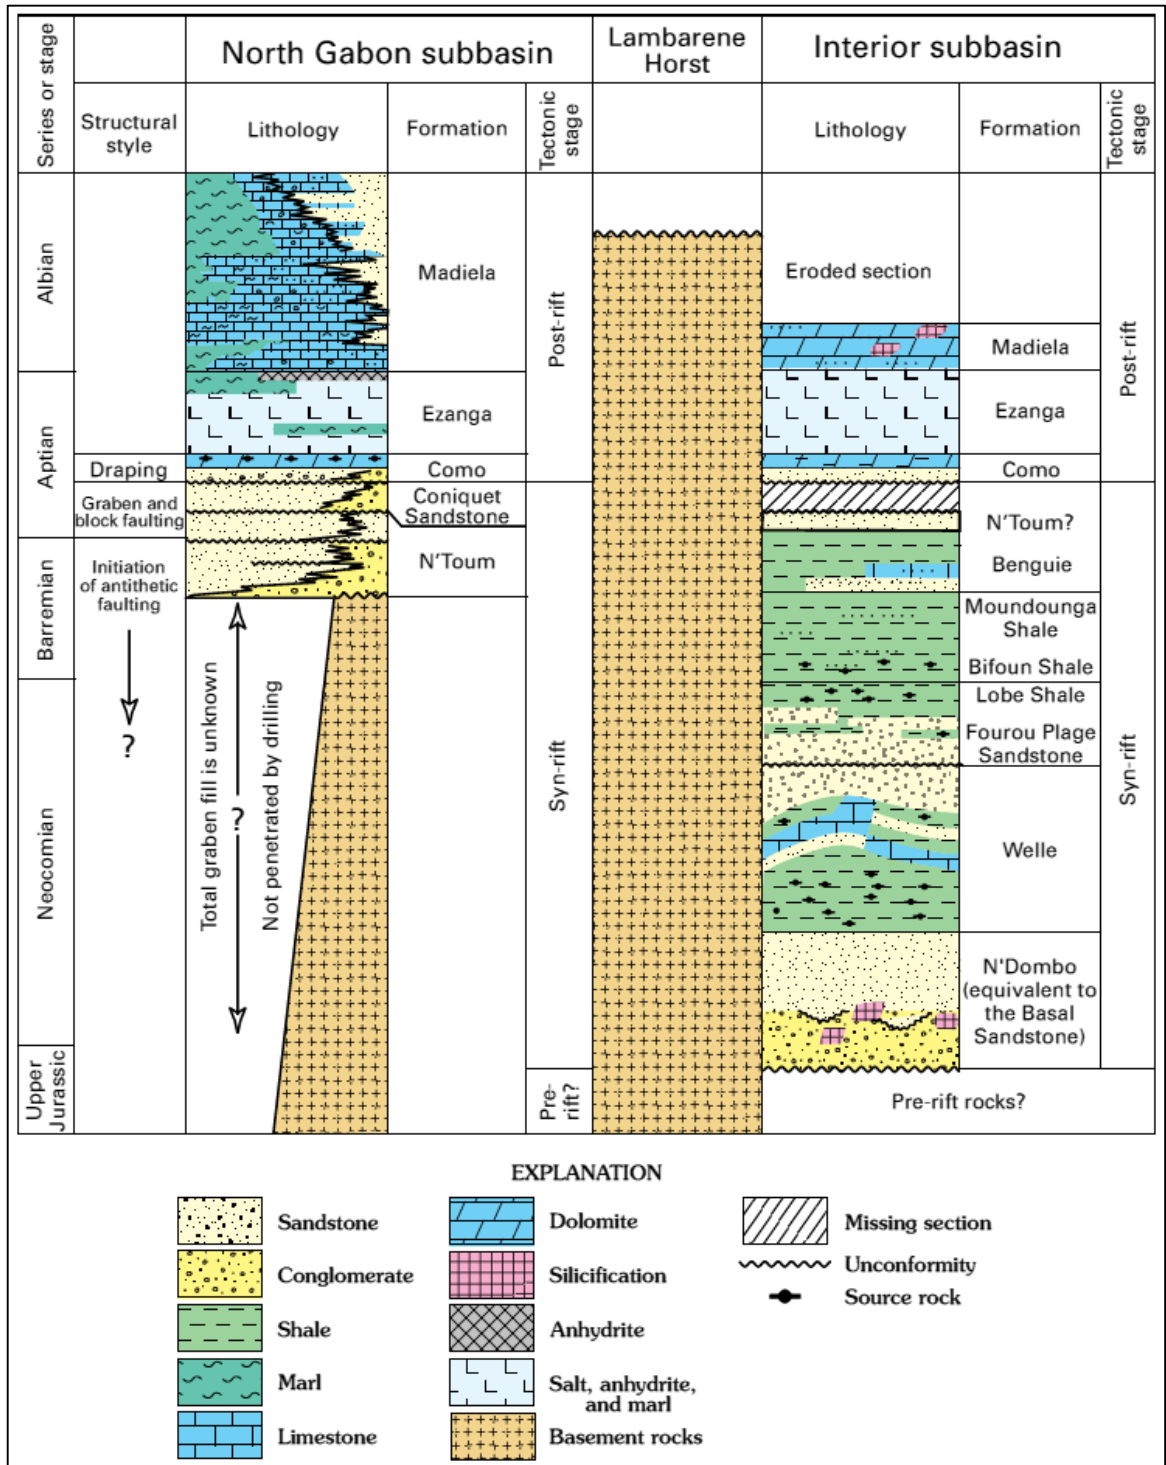 North Gabon subbasin
Lambarene
Horst
Interior subbasin
Series or stage
Structural
style
Lithology
Formation
Tectonic
stage
Lithology
Formation
Tectonic
stage
Albian
Aptian
Barremian
Neocomian
Upper
Jurassic
Draping
Graben and
block faulting
Initiation
of antithetic
faulting
?
Total graben fill is unknown
?
Not penetrated by drilling
Madiela
Ezanga
Como
Coniquet
Sandstone
N'Toum
Post-rift
Syn-rift
Pre-
rift?
Eroded section
Madiela
Ezanga
Como
N'Toum?
Benguie
Moundounga
Shale
Bifoun Shale
Lobe Shale
Fourou Plage
Sandstone
Welle
N'Dombo
(equivalent to
the Basal
Sandstone)
Pre-rift rocks?
Post-rift
Syn-rift
EXPLANATION
Sandstone
Conglomerate
Shale
Marl
Limestone
Dolomite
Silicification
Anhydrite
Salt, anhydrite,
and marl
Basement rocks
Missing section
Unconformity
Source rock